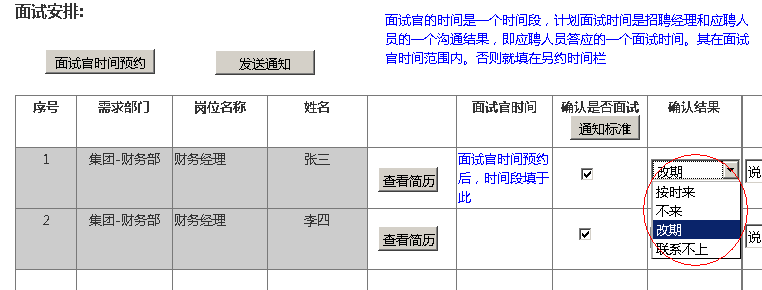 面试安排:
面试官的时间是一个时间段，计划面试时间是招聘经理和应聘人
员的一个沟通结果，即应聘人员答应的一个面试时间。其在面试
官时间范围内。否则就填在另约时间栏
面试官时间预约
发送通知
序号
需求部门
岗位名称
姓名
面试官时间
确认是否面试
通知标准
确认结果
1
集团-财务部
财务经理
张三
查看简历
面试官时间预约
后，时间段填于
此
改期
说
按时来
不来
改期
联系不上
2
集团-财务部
财务经理
李四
查看简历
说